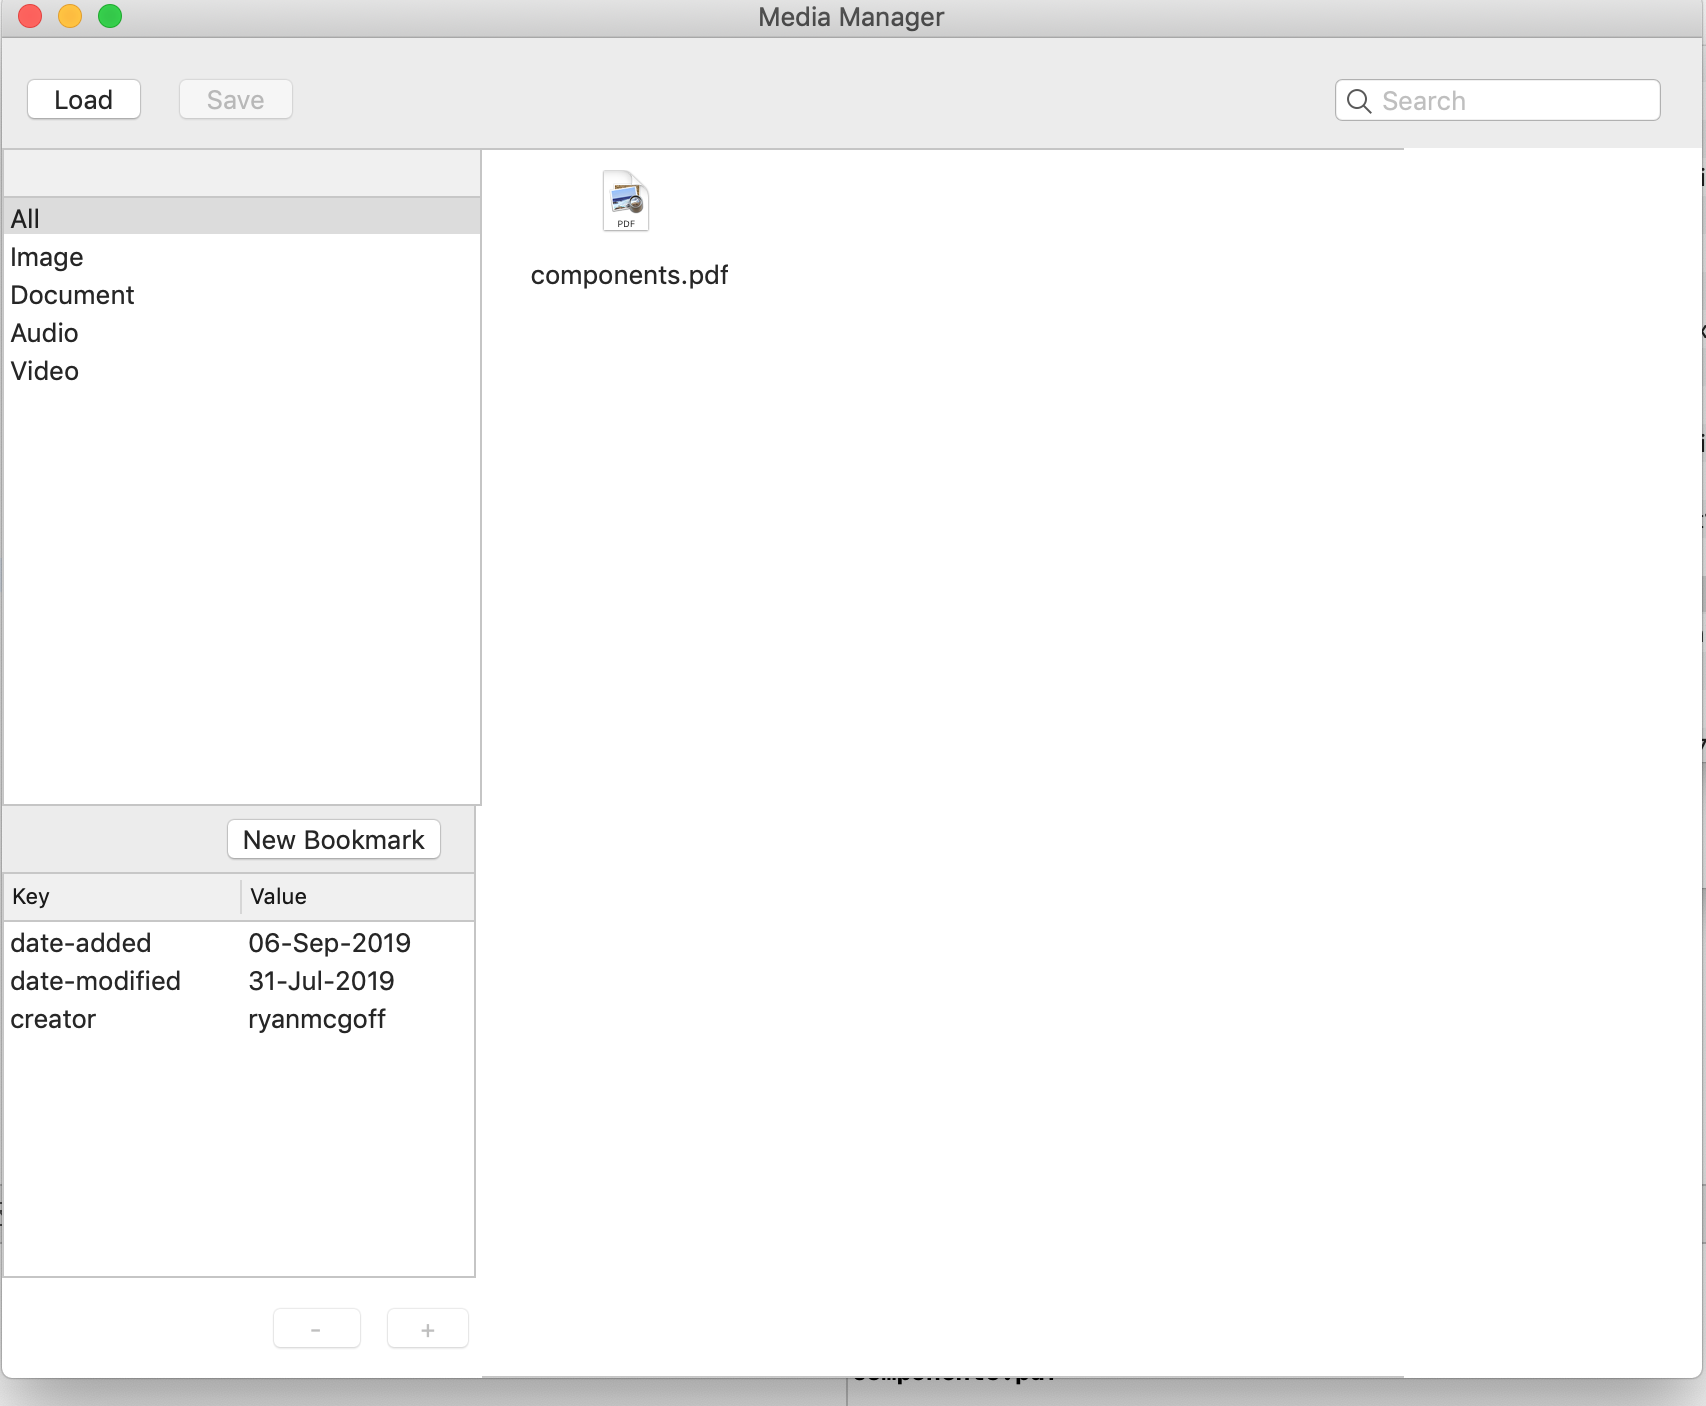 Media Manager
Load
Save
Search
All
Image
Document
Audio
Video
PDF
components.pdf
New Bookmark
Key Value
date-added 06-Sep-2019
date-modified 31-Jul-2019
creator ryanmcgoff
- +